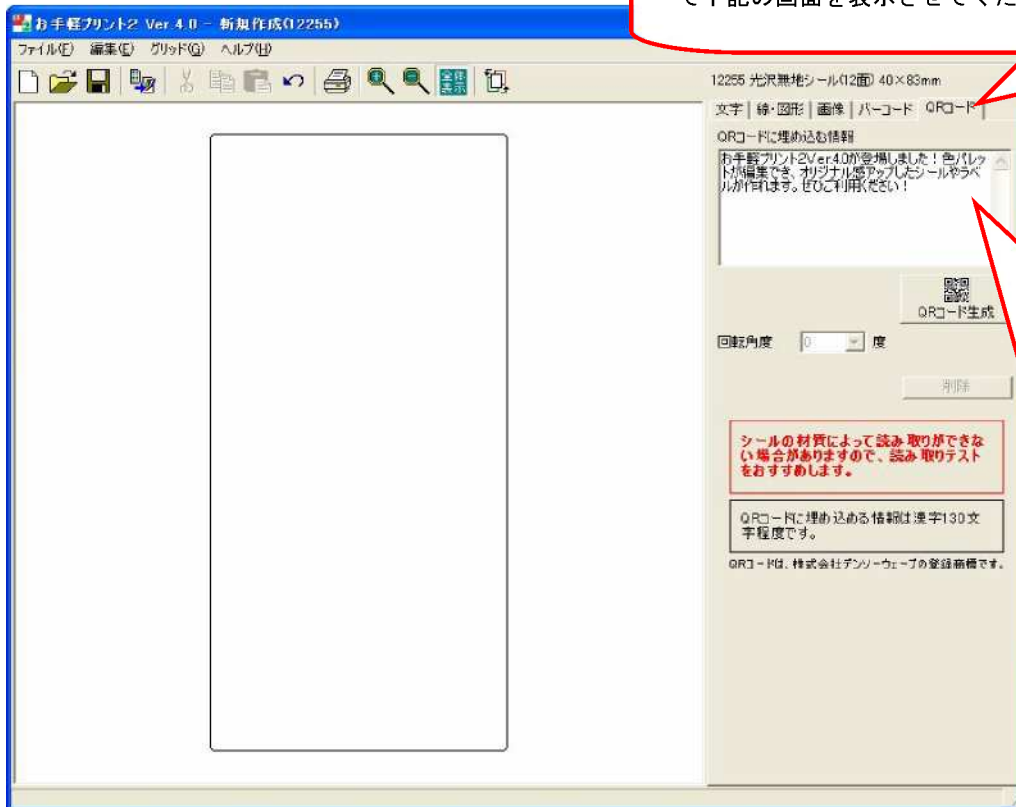 で下記の画面を表示させてくだ
お手軽プリント2 Ver.4.0 - 新規作成(12255)
ファイル(F) 編集(E) グリッド(G) ヘルプ(H)
全体
表示
12255 光沢無地シール(12面) 40×83mm
文字 線・図形 画像 バーコード QRコード
QRコードに埋め込む情報
お手軽プリント2Ver4.0が登場しました!色パレッ
トが編集でき、オリジナル感アップしたシールやラベ
ルが作れます。ぜひご利用ください!
QRコード生成
回転角度 0 度
削除
シールの材質によって読み取りができな
い場合がありますので、読み取りテスト
をおすすめします。
QRコードに埋め込める情報は漢字130文
字程度です。
QRコードは、株式会社デンソーウェーブの登録商標です。